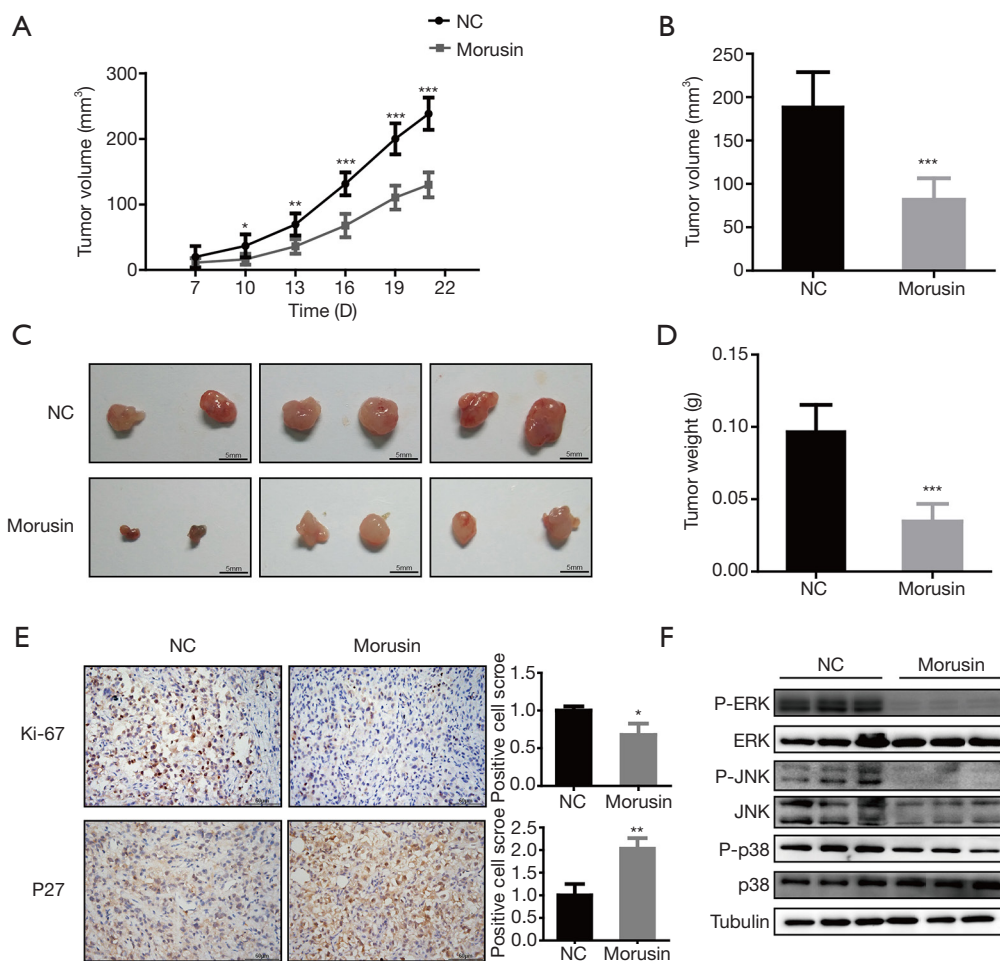 A
NC
Morusin
Tumor volume (mm³)
300
200
100
0
*
**
***
***
***
7 10 13 16 19 22
Time (D)
B
Tumor volume (mm³)
250
200
150
100
50
0
***
NC Morusin
C
NC
5mm 5mm 5mm
Morusin
5mm 5mm 5mm
D
Tumor weight (g)
0.15
0.10
0.05
0.00
***
NC Morusin
E
NC Morusin
Ki-67
Positive cell scroe
1.5
1.0
0.5
0.0
*
NC Morusin
P27
Positive cell scroe
2.5
2.0
1.5
1.0
0.5
0.0
**
NC Morusin
F
NC Morusin
P-ERK
ERK
P-JNK
JNK
P-p38
p38
Tubulin